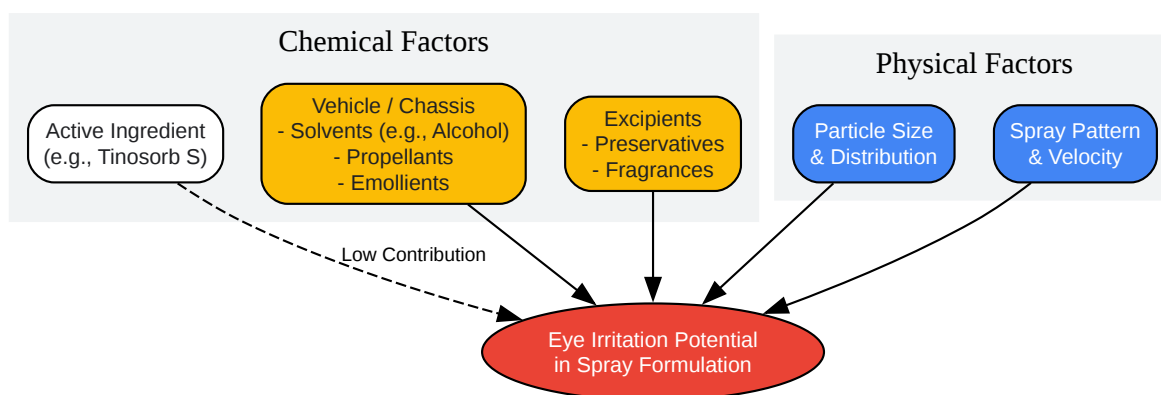 Chemical Factors
Physical Factors
Active Ingredient
(e.g., Tinosorb S)
Vehicle / Chassis
- Solvents (e.g., Alcohol)
- Propellants
- Emollients
Excipients
- Preservatives
- Fragrances
Particle Size
& Distribution
Spray Pattern
& Velocity
Low Contribution
Eye Irritation Potential
in Spray Formulation